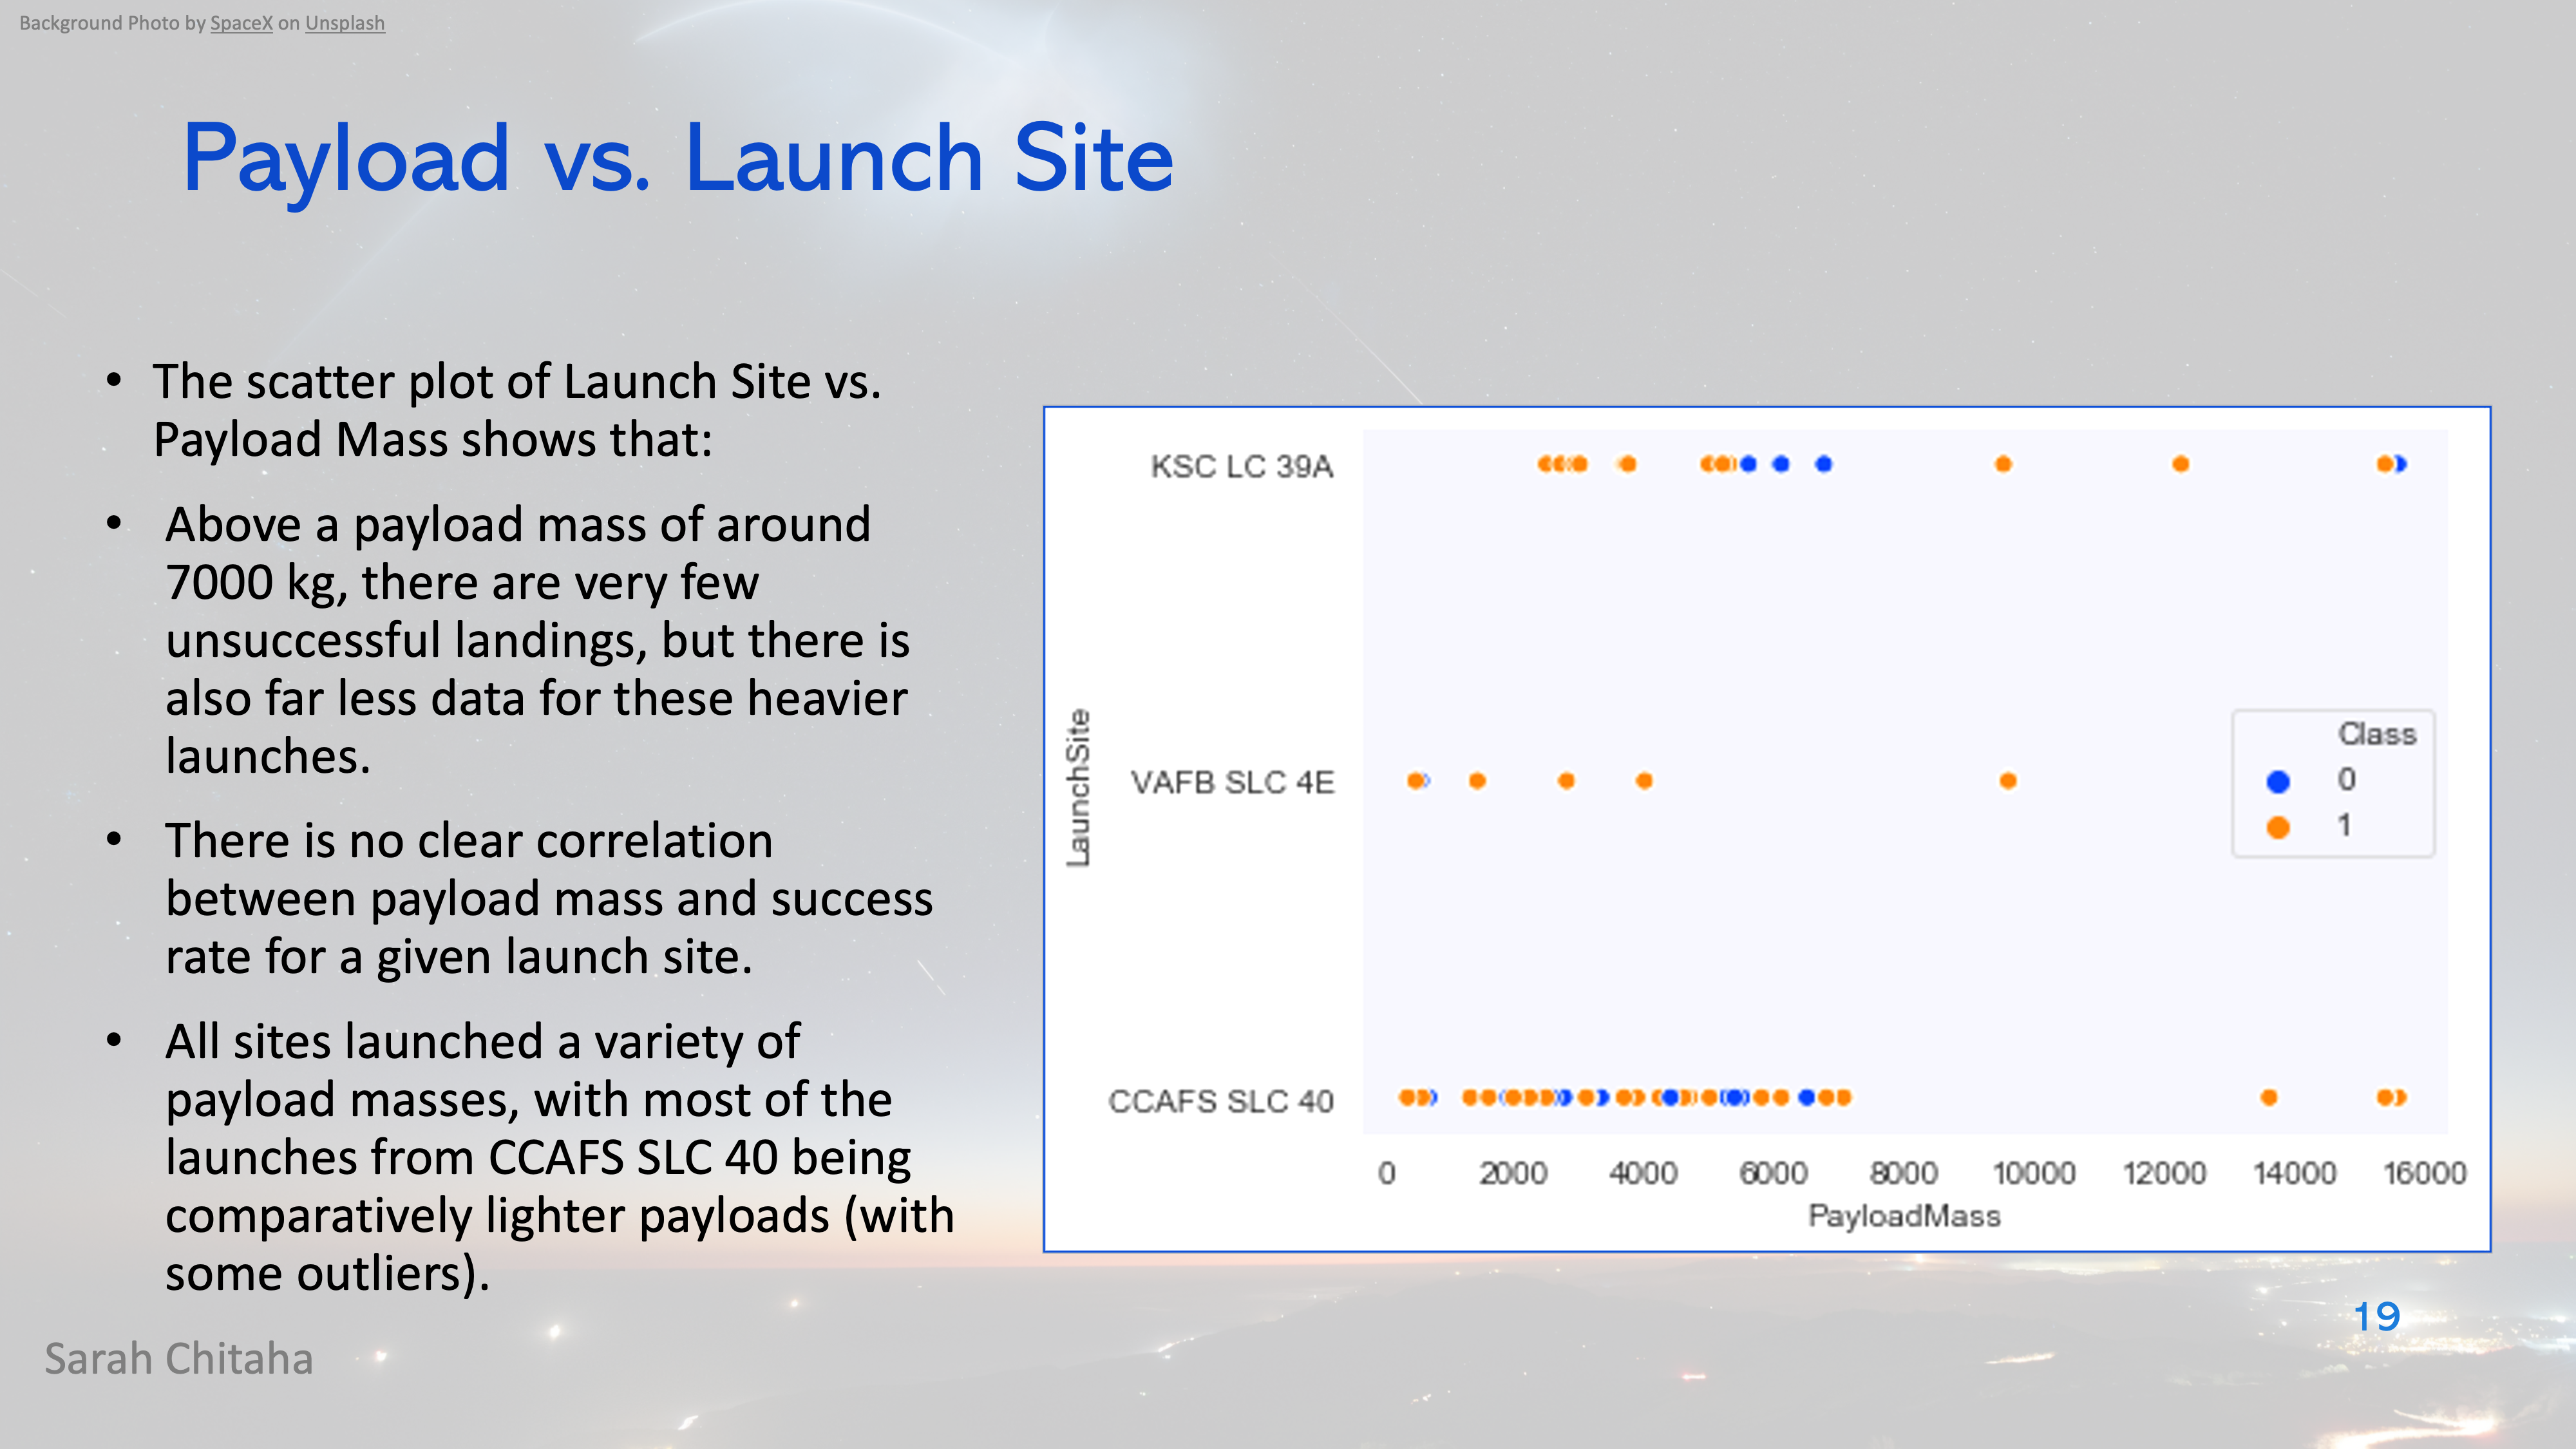 Background Photo by SpaceX on Unsplash
Payload vs. Launch Site
• The scatter plot of Launch Site vs.
Payload Mass shows that:
• Above a payload mass of around
7000 kg, there are very few
unsuccessful landings, but there is
also far less data for these heavier
launches.
• There is no clear correlation
between payload mass and success
rate for a given launch site.
• All sites launched a variety of
payload masses, with most of the
launches from CCAFS SLC 40 being
comparatively lighter payloads (with
some outliers).
KSC LC 39A
VAFB SLC 4E
CCAFS SLC 40
LaunchSite
Class
0
1
0 2000 4000 6000 8000 10000 12000 14000 16000
PayloadMass
19
Sarah Chitaha